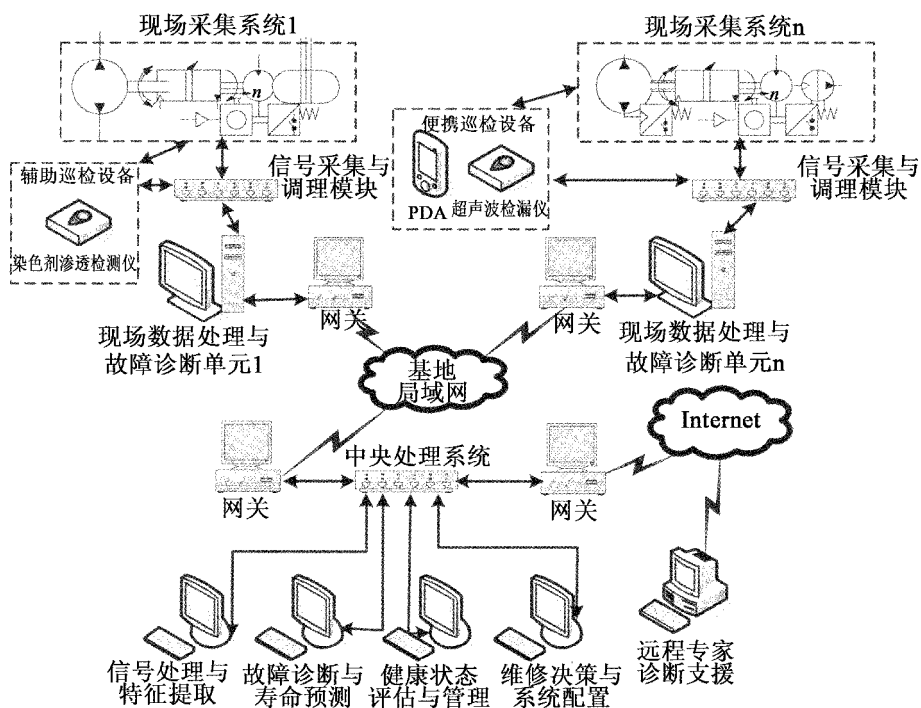 现场采集系统1
现场采集系统n
n
n
便携巡检设备
PDA
超声波检漏仪
信号采集与
调理模块
信号采集与
调理模块
辅助巡检设备
染色剂渗透检测仪
网关
网关
现场数据处理与
故障诊断单元1
现场数据处理与
故障诊断单元n
基地
局域网
Internet
中央处理系统
网关
网关
信号处理与
特征提取
故障诊断与
寿命预测
健康状态
评估与管理
维修决策与
系统配置
远程专家
诊断支援